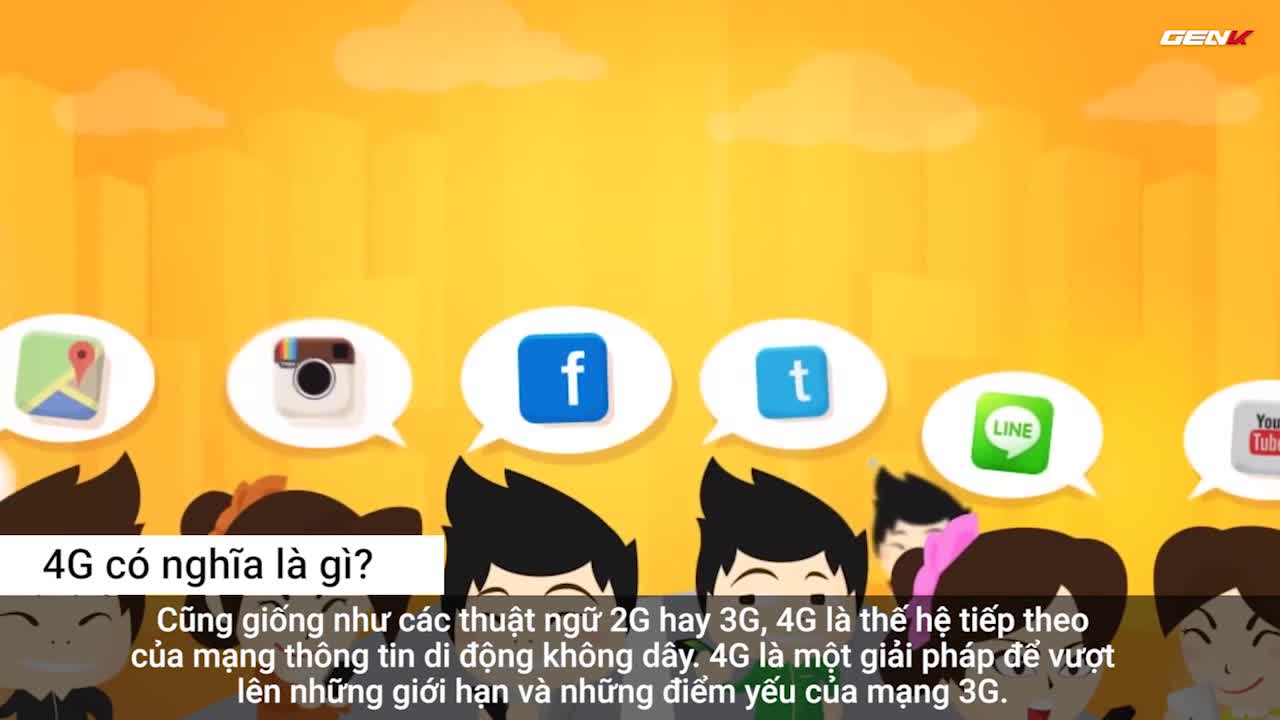 GENK
f
t
LINE
You
Tube
4G có nghĩa là gì?
Cũng giống như các thuật ngữ 2G hay 3G, 4G là thế hệ tiếp theo
của mạng thông tin di động không dây. 4G là một giải pháp để vượt
lên những giới hạn và những điểm yếu của mạng 3G.